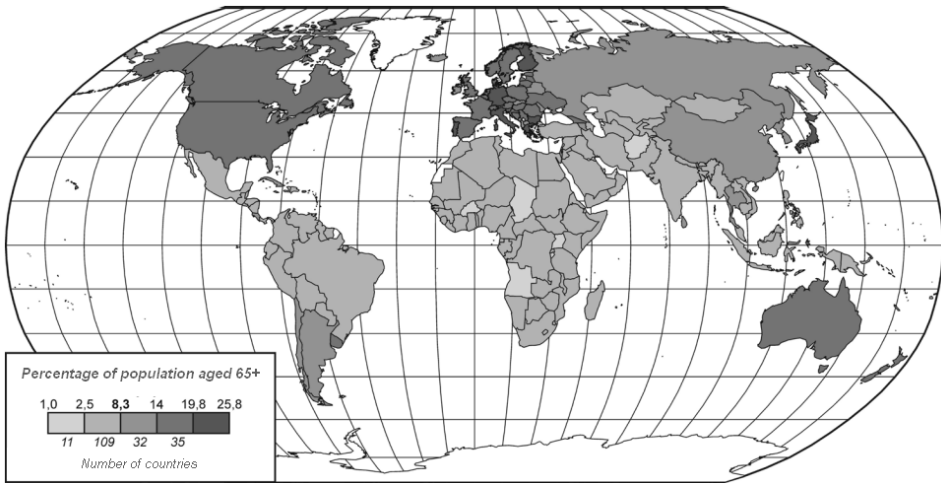 Percentage of population aged 65+
1,0 2,5 8,3 14 19,8 25,8
11 109 32 35
Number of countries